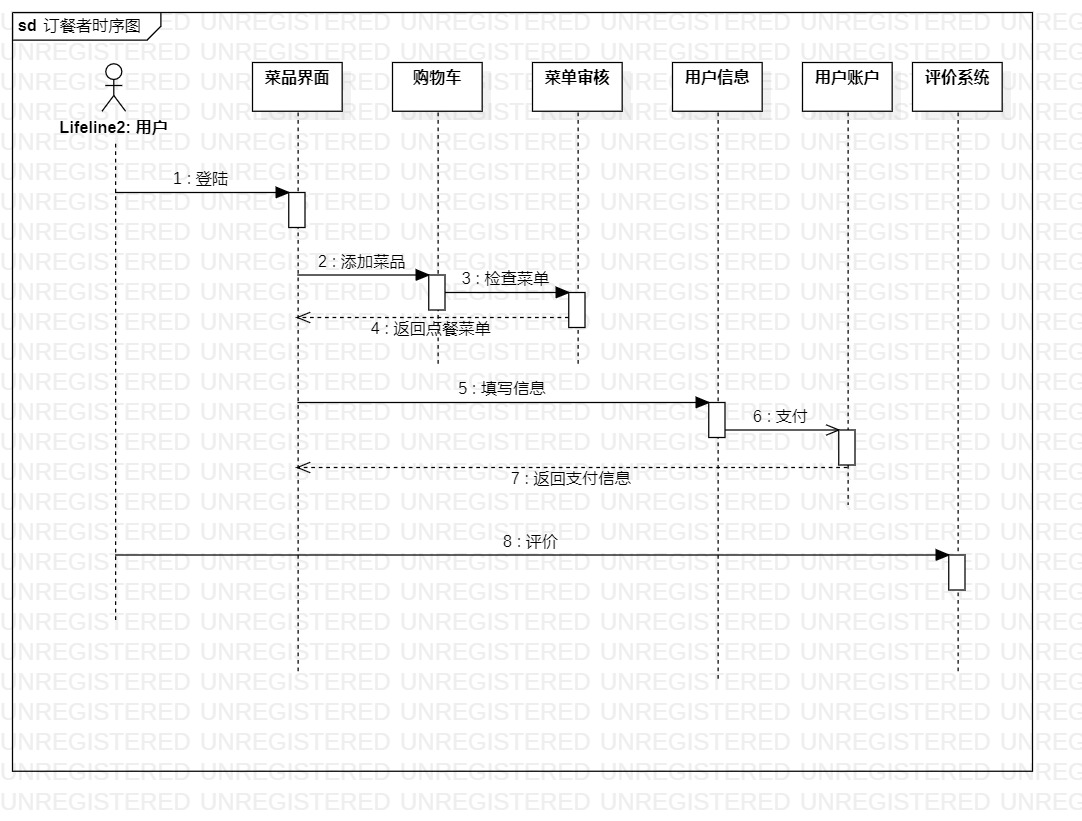 sd 订餐者时序图
菜品界面 购物车 菜单审核 用户信息 用户账户 评价系统
Lifeline2: 用户
1 : 登陆
2 : 添加菜品
3 : 检查菜单
4 : 返回点餐菜单
5 : 填写信息
6 : 支付
7 : 返回支付信息
8 : 评价
UNREGISTERED